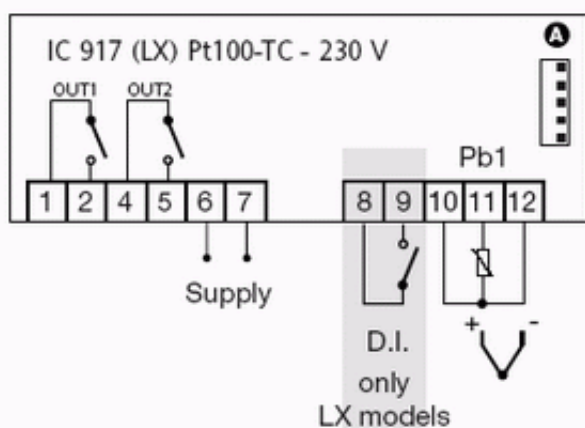 IC 917 (LX) Pt100-TC - 230 V
A
OUT1 OUT2
Pb1
1 2 4 5 6 7 8 9 10 11 12
Supply
+ -
D.I.
only
LX models